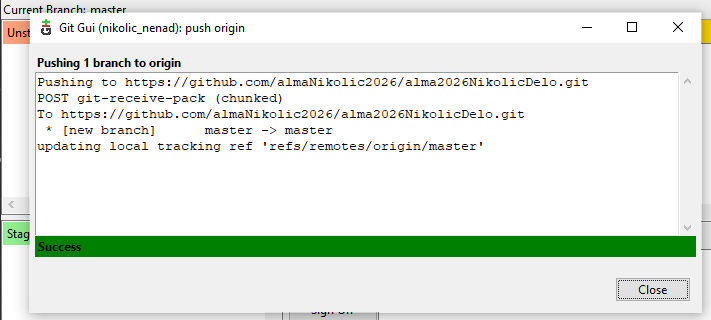 Current Branch: master
Git Gui (nikolic_nenad): push origin
Unst
Pushing 1 branch to origin
Pushing to https://github.com/almaNikolic2026/alma2026NikolicDelo.git
POST git-receive-pack (chunked)
To https://github.com/almaNikolic2026/alma2026NikolicDelo.git
* [new branch] master -> master
updating local tracking ref 'refs/remotes/origin/master'
Stag
Success
Close
Sign Off